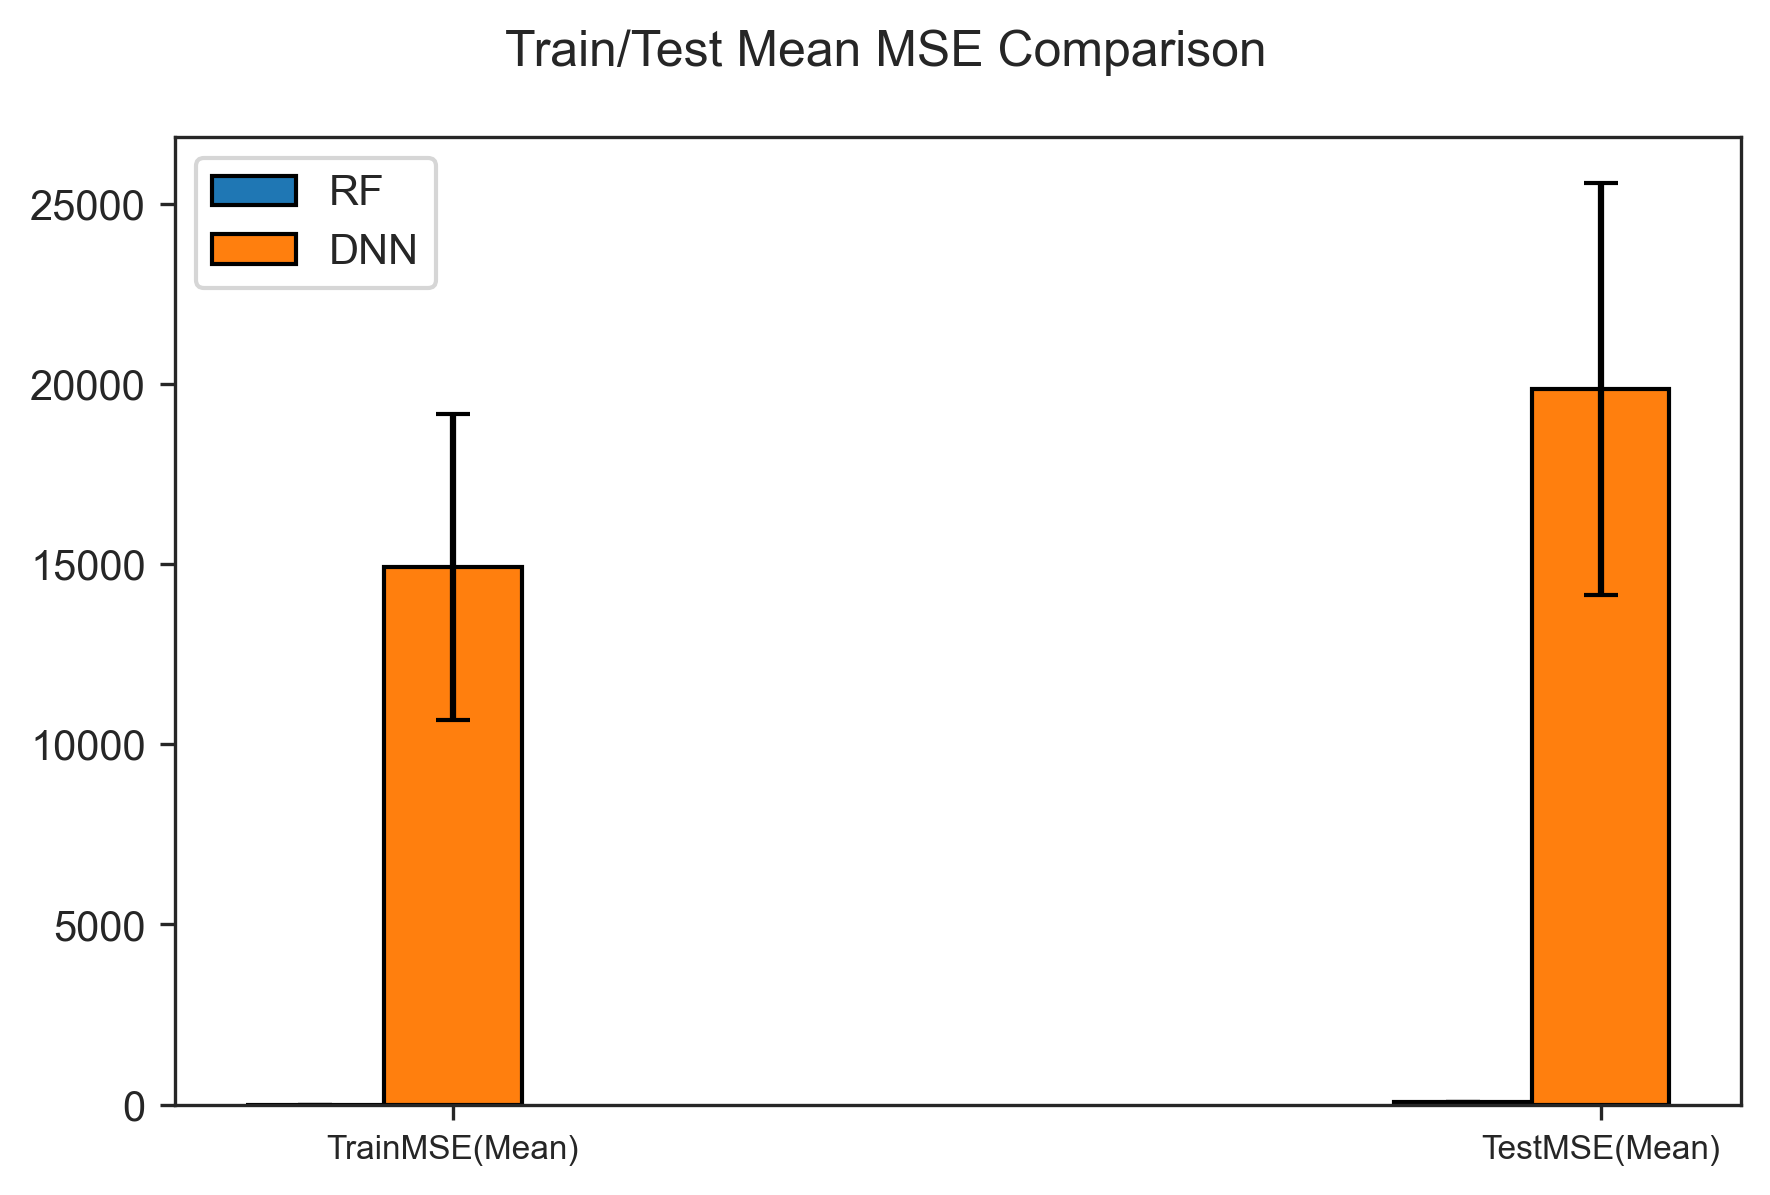 Train/Test Mean MSE Comparison
RF
DNN
25000
20000
15000
10000
5000
0
TrainMSE(Mean)
TestMSE(Mean)